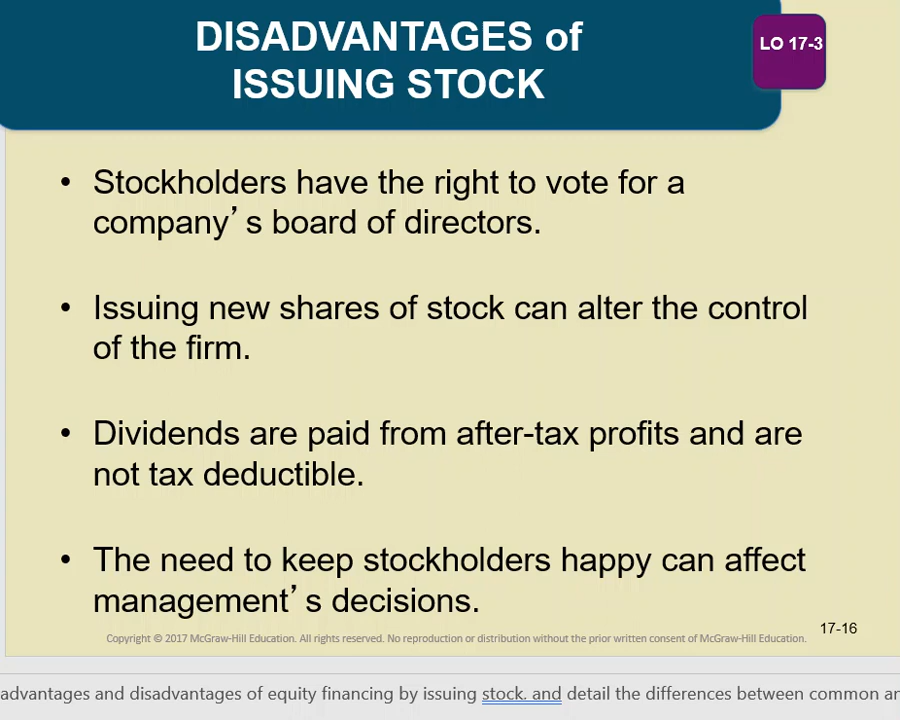 DISADVANTAGES of
ISSUING STOCK
LO 17-3
• Stockholders have the right to vote for a
company’s board of directors.
• Issuing new shares of stock can alter the control
of the firm.
• Dividends are paid from after-tax profits and are
not tax deductible.
• The need to keep stockholders happy can affect
management’s decisions.
17-16
Copyright © 2017 McGraw-Hill Education. All rights reserved. No reproduction or distribution without the prior written consent of McGraw-Hill Education.
advantages and disadvantages of equity financing by issuing stock. and detail the differences between common